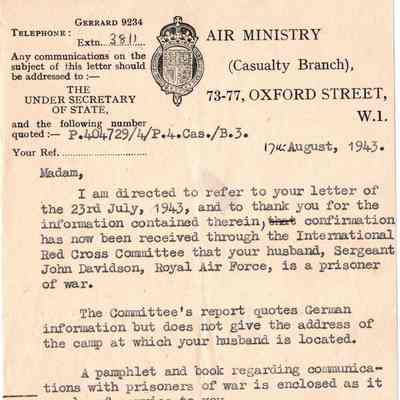 GERRARD 9234
TELEPHONE:
Extn. 3811
Any communications on the
subject of this letter should
be addressed to :—
THE
UNDER SECRETARY
OF STATE,
and the following number
quoted :— P.404729/4/P.4.Cas./B.3.
Your Ref.
AIR MINISTRY
(Casualty Branch),
73-77, OXFORD STREET,
W.1.
August, 1943.
Madam,
I am directed to refer to your letter of
the 23rd July, 1943, and to thank you for the
information contained therein, that confirmation
has now been received through the International
Red Cross Committee that your husband, Sergeant
John Davidson, Royal Air Force, is a prisoner
of war.
The Committee's report quotes German
information but does not give the address of
the camp at which your husband is located.
A pamphlet and book regarding communica-
tions with prisoners of war is enclosed as it